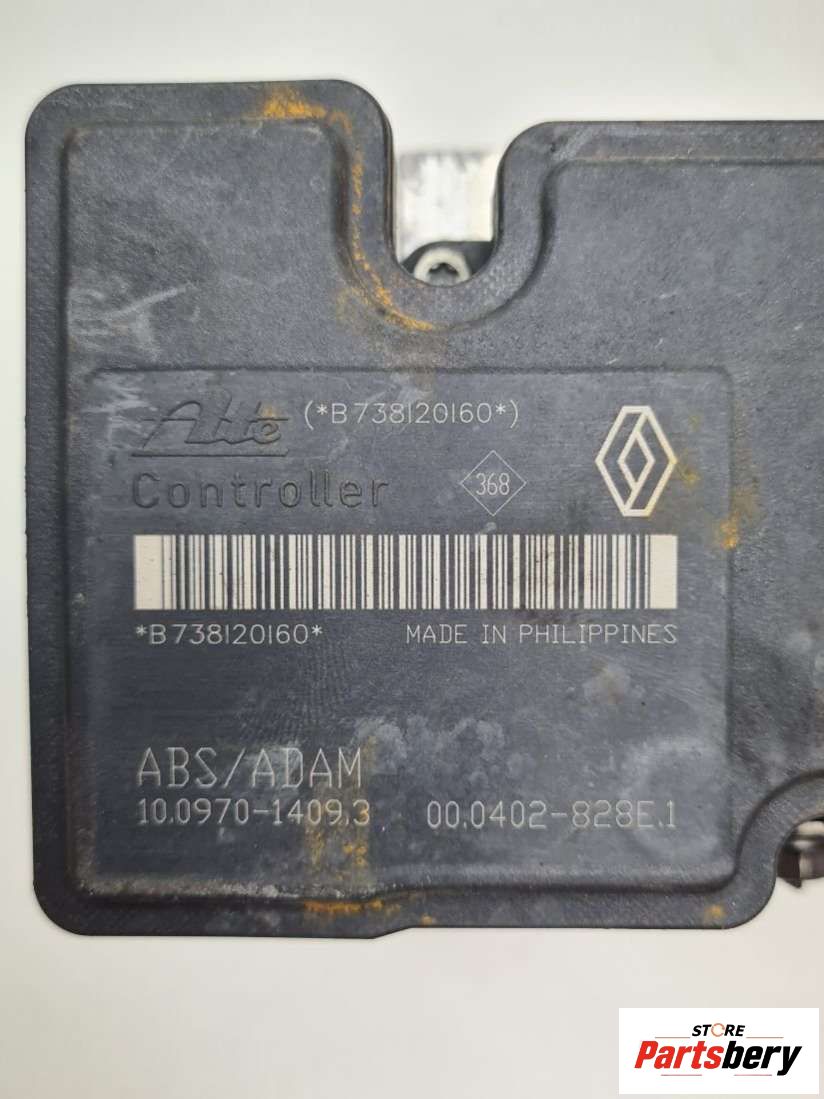 Ate (*B738120160*)
Controller 368
*B738120160* MADE IN PHILIPPINES
ABS/ADAM
10.0970-1409.3 00.0402-828E.1
STORE
Partsbery